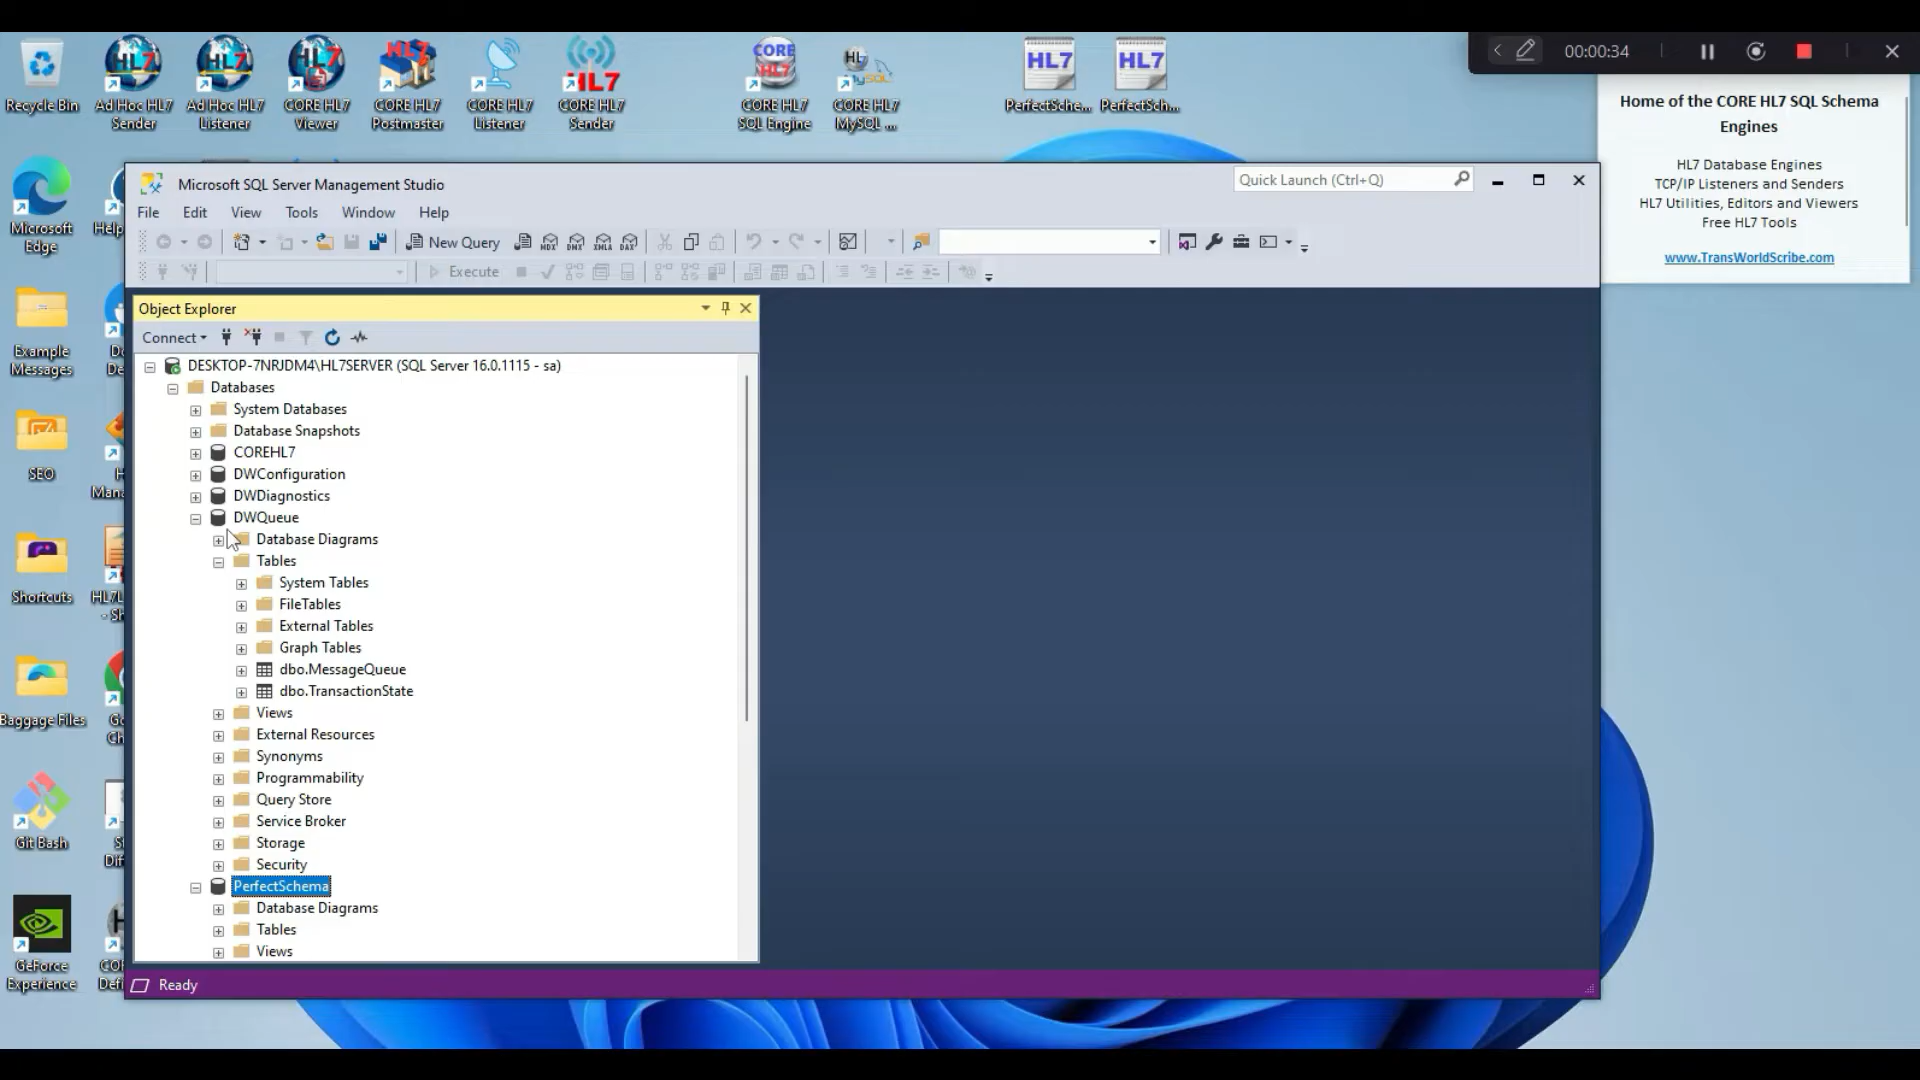 00:00:34
Recycle Bin
Ad Hoc HL7
Sender
Ad Hoc HL7
Listener
CORE HL7
Viewer
CORE HL7
Postmaster
CORE HL7
Listener
CORE HL7
Sender
CORE HL7
SQL Engine
CORE HL7
MySQL ...
PerfectSche...
PerfectSch...
Home of the CORE HL7 SQL Schema
Engines
HL7 Database Engines
TCP/IP Listeners and Senders
HL7 Utilities, Editors and Viewers
Free HL7 Tools
www.TransWorldScribe.com
Microsoft
Edge
Example
Messages
SEO
Shortcuts
Baggage Files
Git Bash
GeForce
Experience
Microsoft SQL Server Management Studio
Quick Launch (Ctrl+Q)
File Edit View Tools Window Help
New Query
MDX DMX XMLA DAX
Execute
Object Explorer
Connect
DESKTOP-7NRJDM4\HL7SERVER (SQL Server 16.0.1115 - sa)
Databases
System Databases
Database Snapshots
COREHL7
DWConfiguration
DWDiagnostics
DWQueue
Database Diagrams
Tables
System Tables
FileTables
External Tables
Graph Tables
dbo.MessageQueue
dbo.TransactionState
Views
External Resources
Synonyms
Programmability
Query Store
Service Broker
Storage
Security
PerfectSchema
Database Diagrams
Tables
Views
Ready